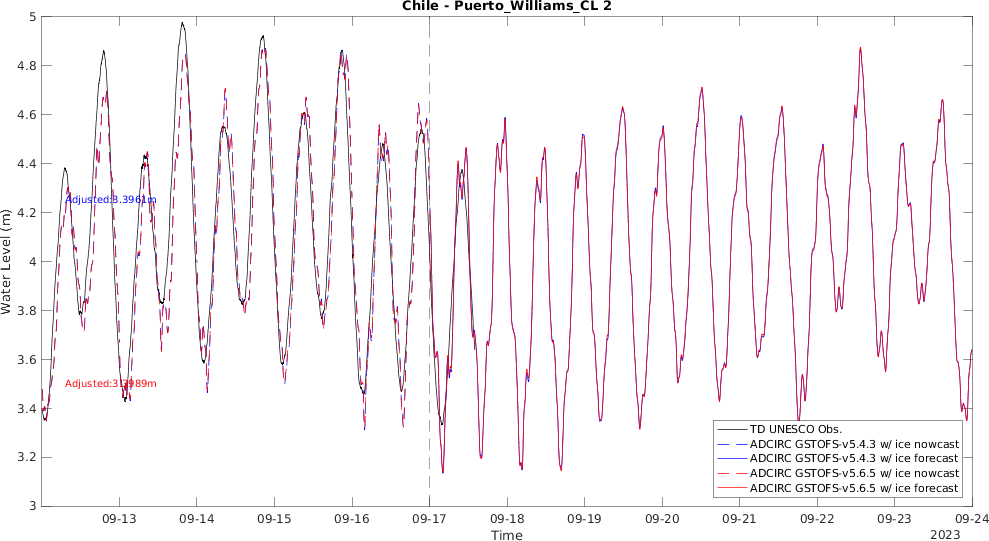 Chile - Puerto_Williams_CL 2
Water Level (m)
5
4.8
4.6
4.4
4.2
4
3.8
3.6
3.4
3.2
3
Adjusted:3.3961m
Adjusted:3.3989m
TD UNESCO Obs.
ADCIRC GSTOFS-v5.4.3 w/ ice nowcast
ADCIRC GSTOFS-v5.4.3 w/ ice forecast
ADCIRC GSTOFS-v5.6.5 w/ ice nowcast
ADCIRC GSTOFS-v5.6.5 w/ ice forecast
09-13 09-14 09-15 09-16 09-17 09-18 09-19 09-20 09-21 09-22 09-23 09-24
Time
2023